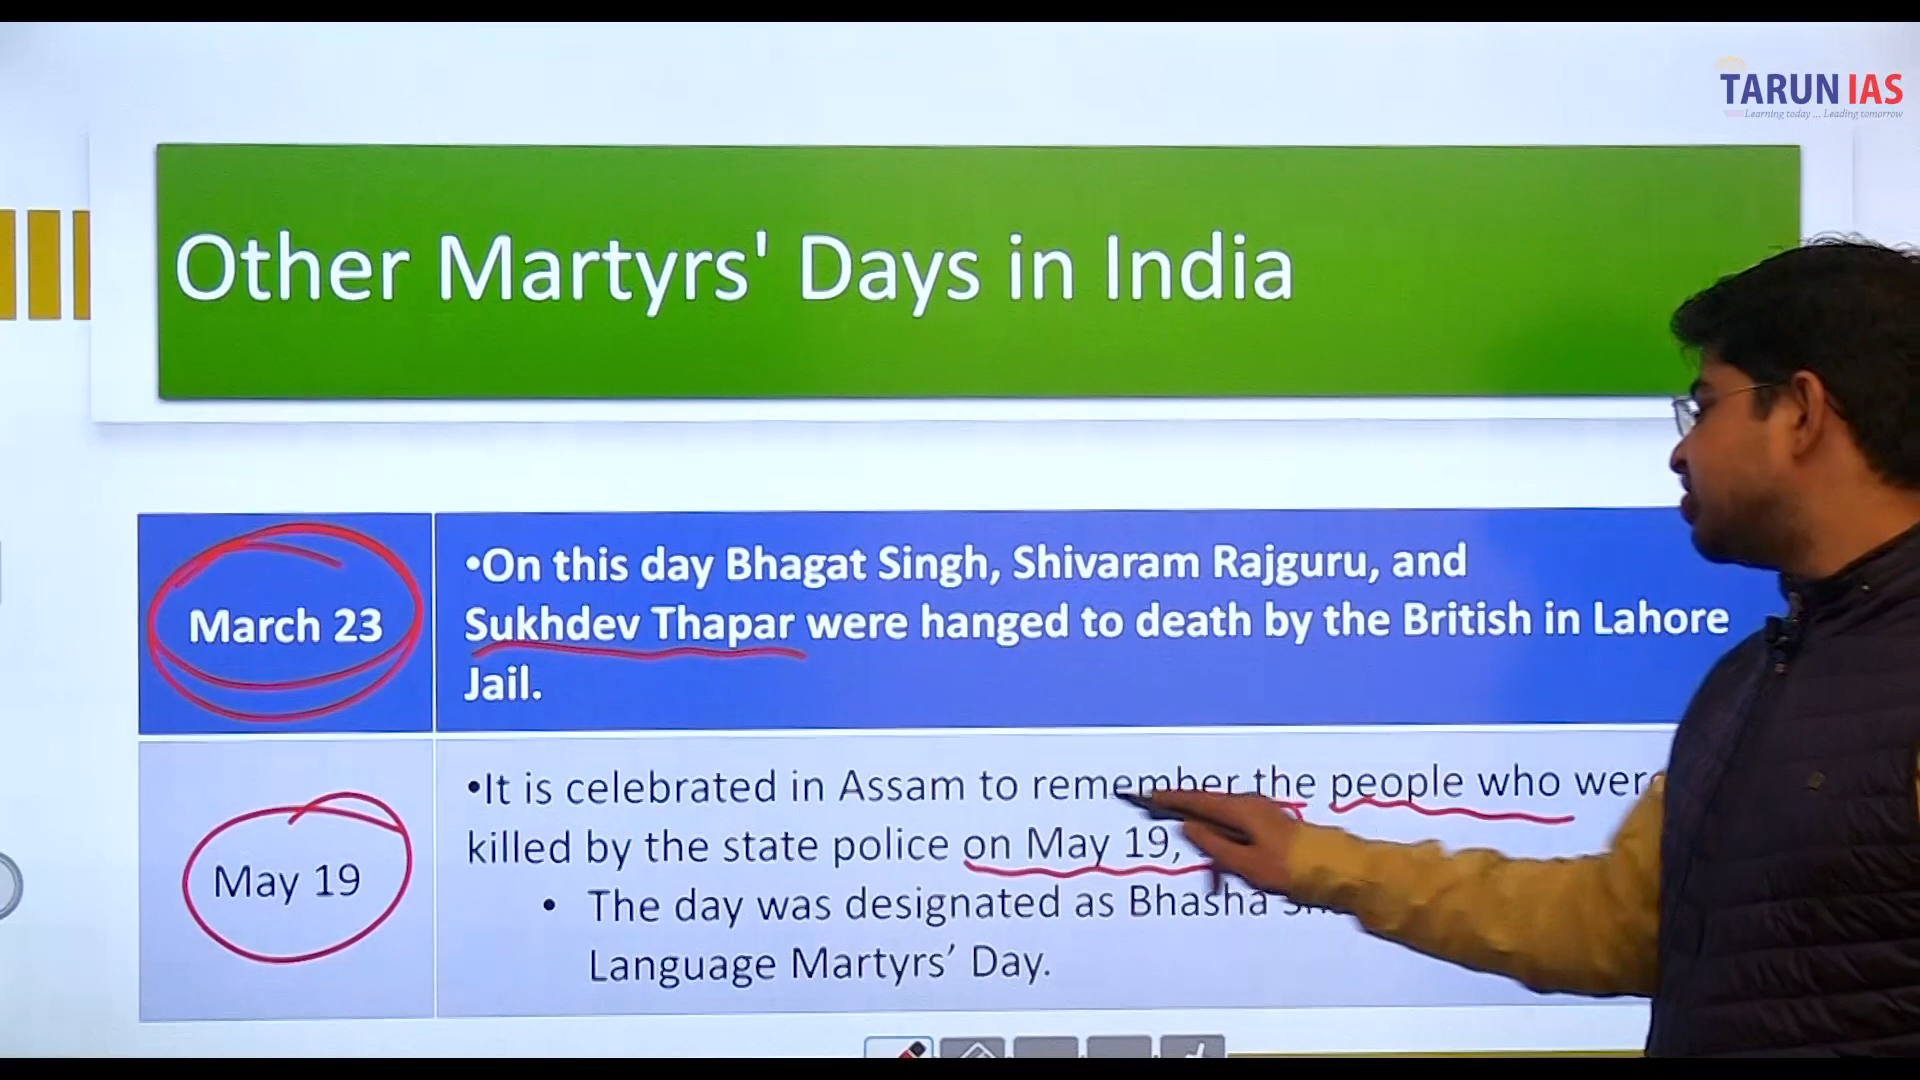 TARUN IAS
Learning today ... Leading tomorrow
Other Martyrs' Days in India
March 23
•On this day Bhagat Singh, Shivaram Rajguru, and
Sukhdev Thapar were hanged to death by the British in Lahore
Jail.
May 19
•It is celebrated in Assam to remember the people who were
killed by the state police on May 19,
• The day was designated as Bhasha
Language Martyrs’ Day.